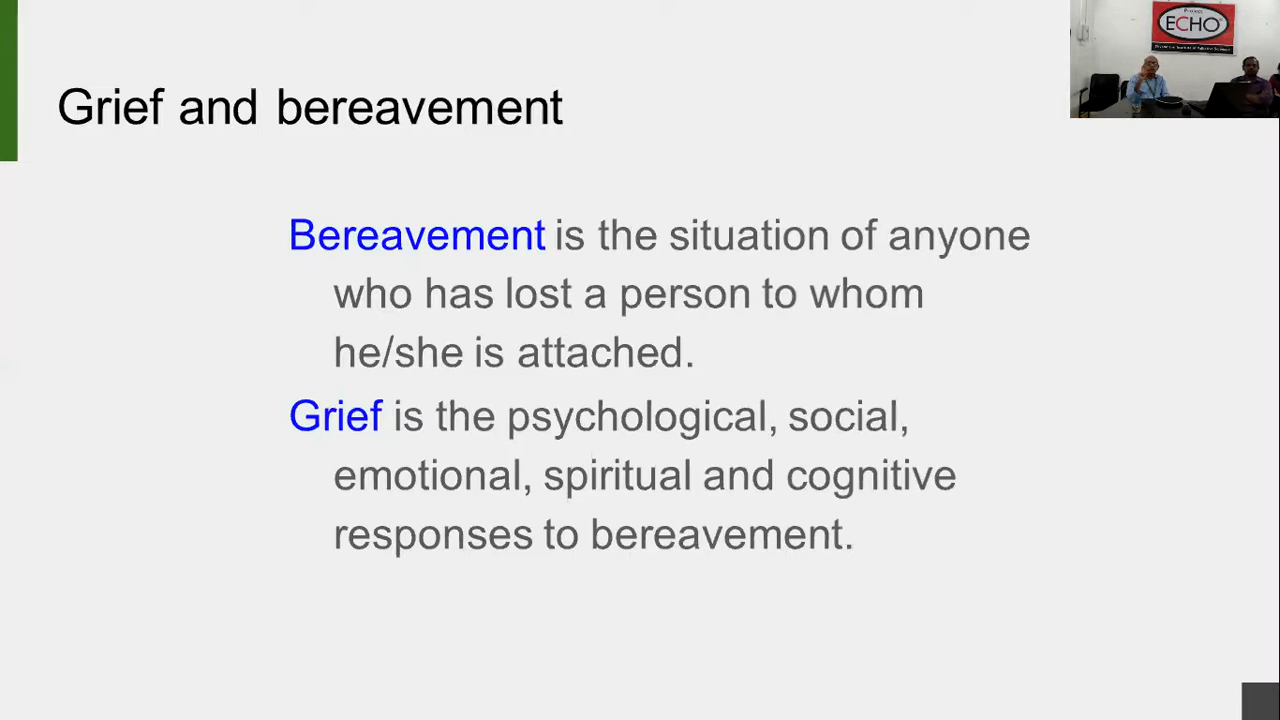 Project
ECHO
Grief and bereavement
Bereavement is the situation of anyone
who has lost a person to whom
he/she is attached.
Grief is the psychological, social,
emotional, spiritual and cognitive
responses to bereavement.